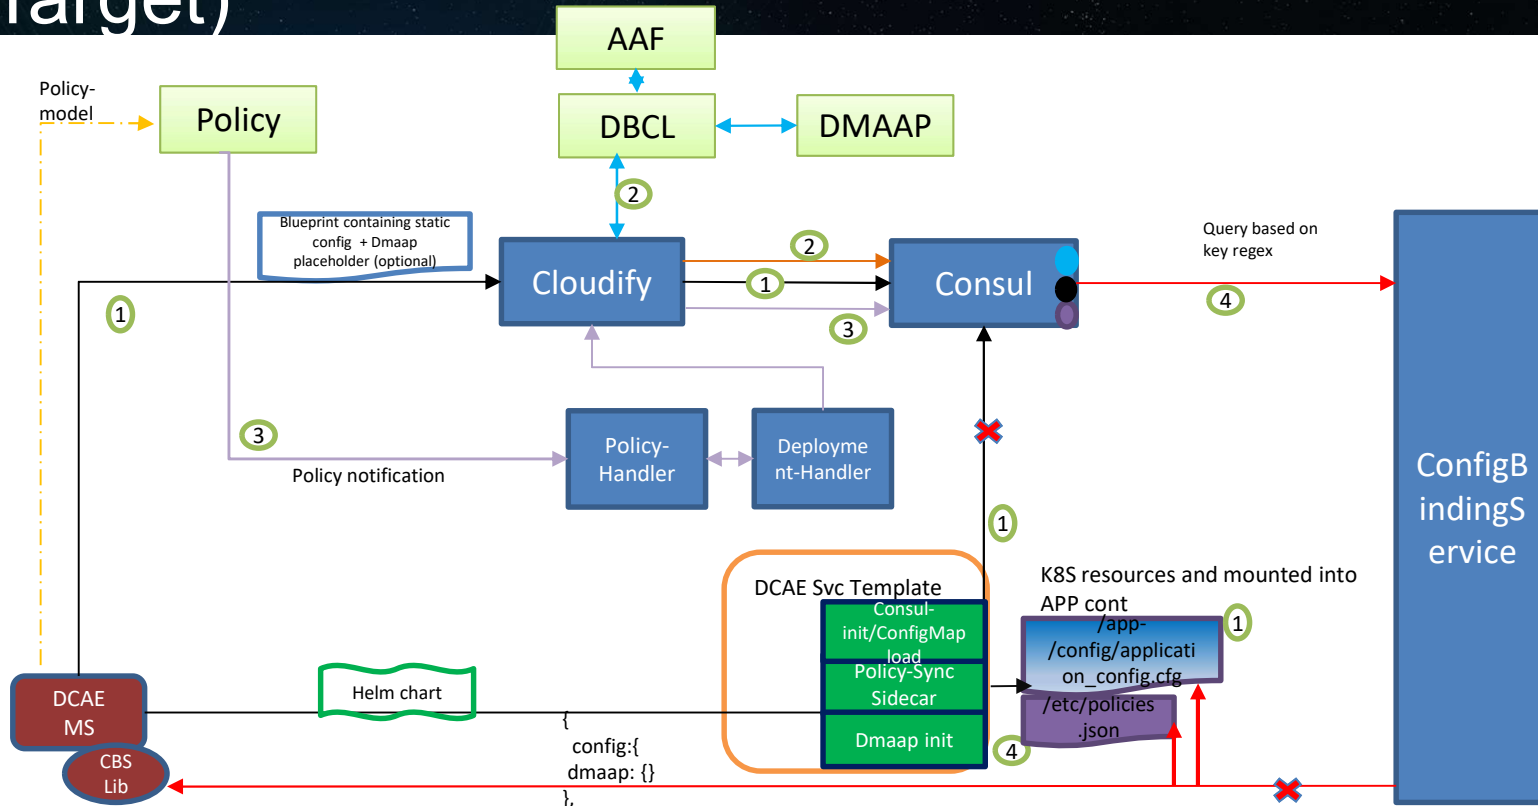 Target)
AAF
Policy-
model
Policy
DBCL
DMAAP
2
Blueprint containing static
config + Dmaap
placeholder (optional)
Query based on
key regex
Cloudify
2
1
3
Consul
4
1
3
Policy notification
Policy-
Handler
Deployme
nt-Handler
ConfigB
indingS
ervice
1
DCAE Svc Template
K8S resources and mounted into
APP cont
Consul-
init/ConfigMap
load
Policy-Sync
Sidecar
Dmaap init
/app-
/config/applicati
on_config.cfg
1
/etc/policies
.json
4
DCAE
MS
CBS
Lib
Helm chart
{
config:{
dmaap: {}
},